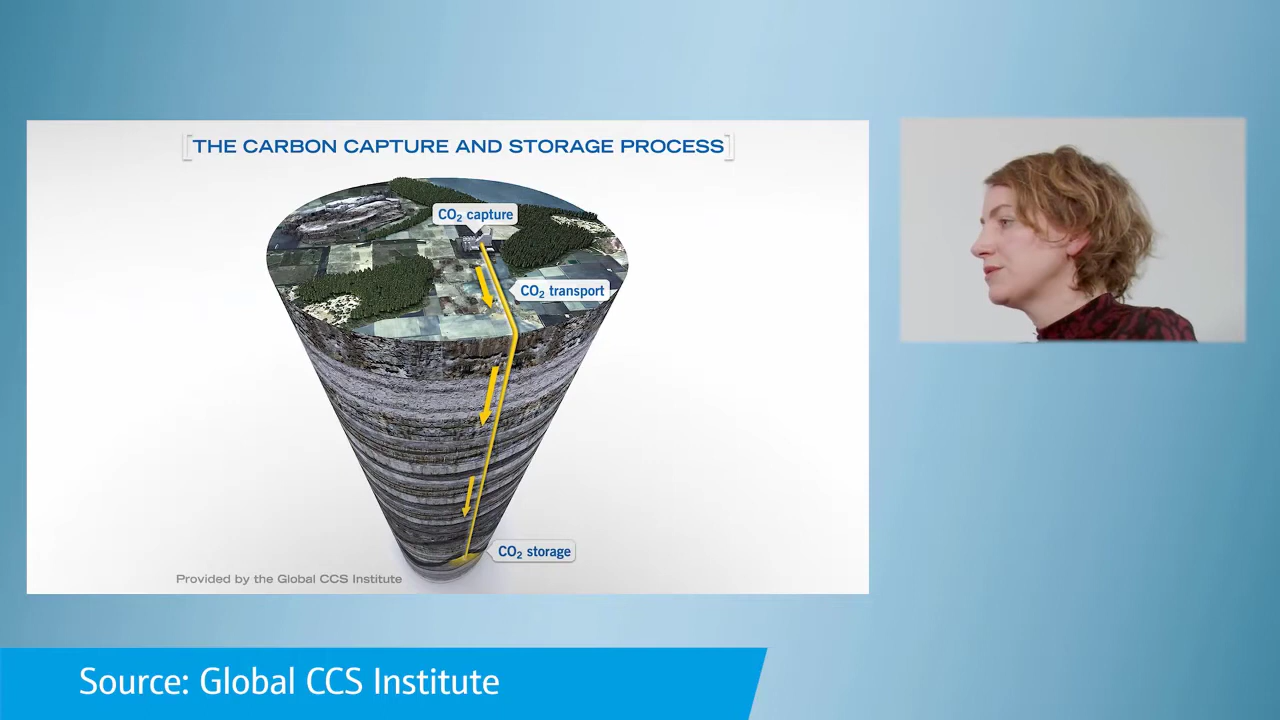 THE CARBON CAPTURE AND STORAGE PROCESS
CO₂ capture
CO₂ transport
CO₂ storage
Provided by the Global CCS Institute
Source: Global CCS Institute